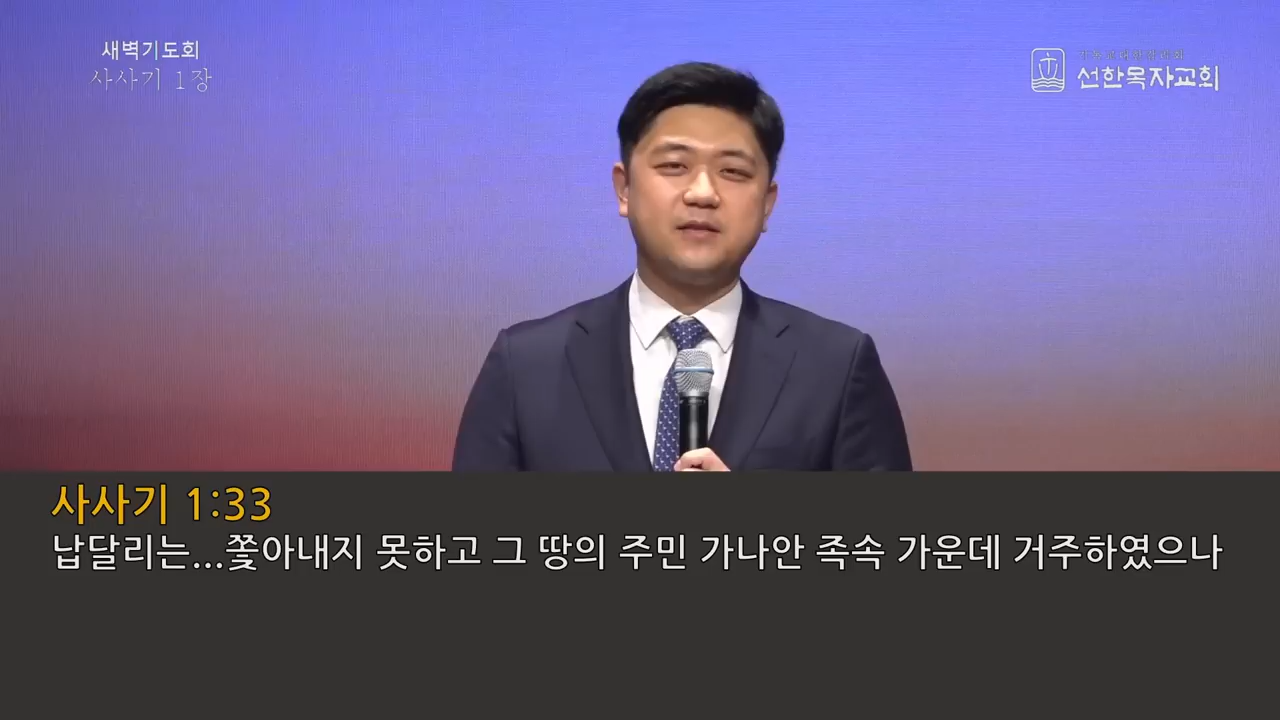 새벽기도회
사사기 1장
선한목자교회
사사기 1:33
납달리는...쫓아내지 못하고 그 땅의 주민 가나안 족속 가운데 거주하였으나